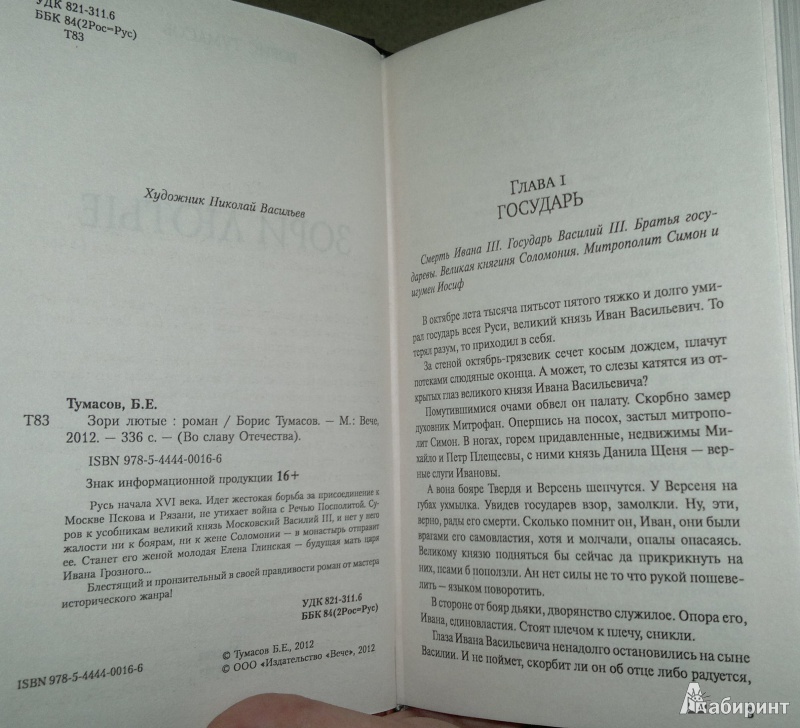 УДК 821-311.6
ББК 84(2Рос=Рус)
Т83
Художник Николай Васильев
ЗОРИ ЛЮТЫЕ
Тумасов, Б.Е.
Т83 Зори лютые : роман / Борис Тумасов. — М.: Вече,
2012. — 336 с. — (Во славу Отечества).
ISBN 978-5-4444-0016-6
Знак информационной продукции 16+
Русь начала XVI века. Идет жестокая борьба за присоединение к
Москве Пскова и Рязани, не утихает война с Речью Посполитой. Су-
ров к усобникам великий князь Московский Василий III, и нет у него
жалости ни к боярам, ни к жене Соломонии — в монастырь отправит
ее. Станет его женой молодая Елена Глинская — будущая мать царя
Ивана Грозного...
Блестящий и пронзительный в своей правдивости роман от мастера
исторического жанра!
УДК 821-311.6
ББК 84(2Рос=Рус)
© Тумасов Б.Е., 2012
ISBN 978-5-4444-0016-6 © ООО «Издательство «Вече», 2012
Глава I
ГОСУДАРЬ
Смерть Ивана III. Государь Василий III. Братья госу-
даревы. Великая княгиня Соломония. Митрополит Симон и
игумен Иосиф
В октябре лета тысяча пятьсот пятого тяжко и долго уми-
рал государь всея Руси, великий князь Иван Васильевич. То
терял разум, то приходил в себя.
За стеной октябрь-грязевик сечет косым дождем, плачут
потеками слюдяные оконца. А может, то слезы катятся из от-
крытых глаз великого князя Ивана Васильевича?
Помутившимися очами обвел он палату. Скорбно замер
духовник Митрофан. Опершись на посох, застыл митропо-
лит Симон. В ногах, горем придавленные, недвижимы Ми-
хайло и Петр Плещеевы, с ними князь Данила Щеня — вер-
ные слуги Ивановы.
А вона бояре Твердя и Версень шепчутся. У Версеня на
губах ухмылка. Увидев государев взор, замолкли. Ну, эти,
верно, рады его смерти. Сколько помнит он, Иван, они были
врагами его самовластия, хотя и молчали, опалы опасаясь.
Великому князю подняться бы сейчас да прикрикнуть на
них, псами б поползли. Ан нет силы не то что рукой пошеве-
лить — языком поворотить.
В стороне от бояр дьяки, дворянство служилое. Опора его,
Ивана, единовластия. Стоят плечом к плечу, сникли.
Глаза Ивана Васильевича ненадолго остановились на сыне
Василии. И не поймет, скорбит ли он об отце либо радуется,
Лабиринт